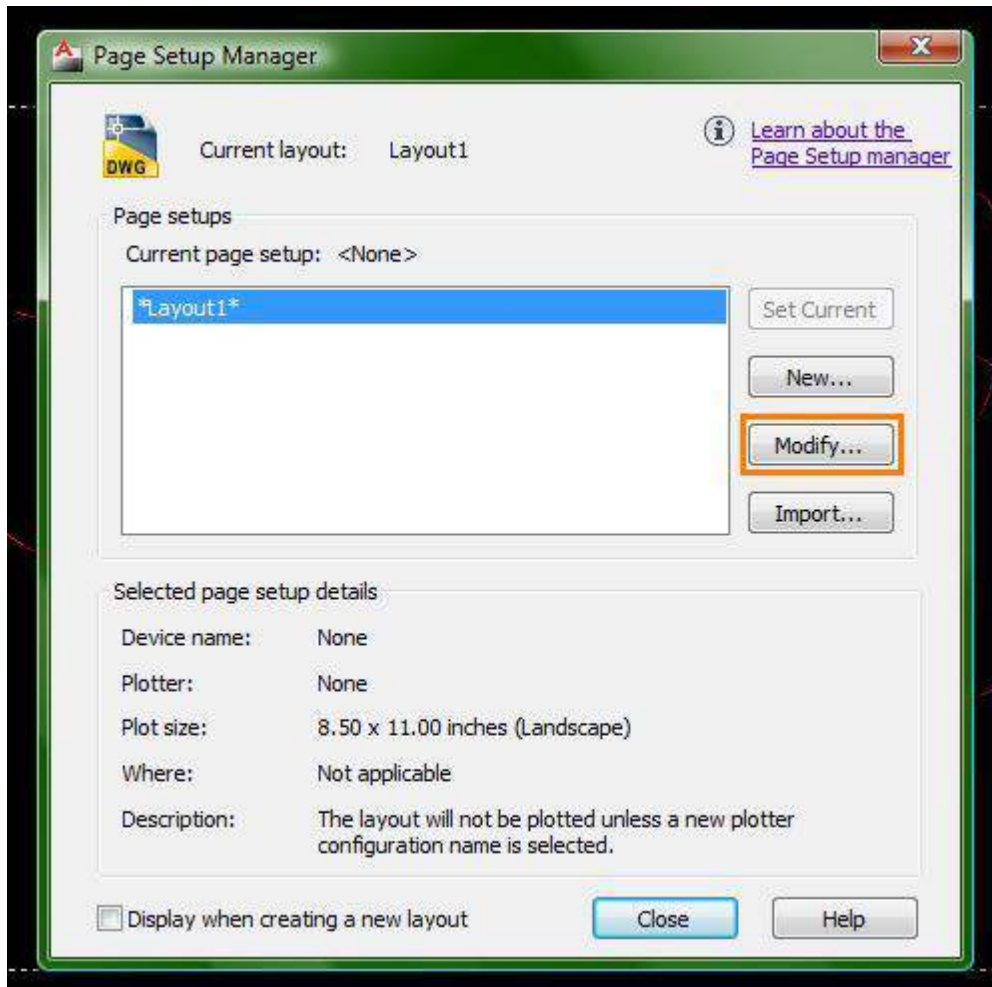 Page Setup Manager
DWG
Current layout: Layout1
Learn about the
Page Setup manager
Page setups
Current page setup: <None>
*Layout1*
Set Current
New...
Modify...
Import...
Selected page setup details
Device name: None
Plotter: None
Plot size: 8.50 x 11.00 inches (Landscape)
Where: Not applicable
Description: The layout will not be plotted unless a new plotter
configuration name is selected.
Display when creating a new layout
Close
Help